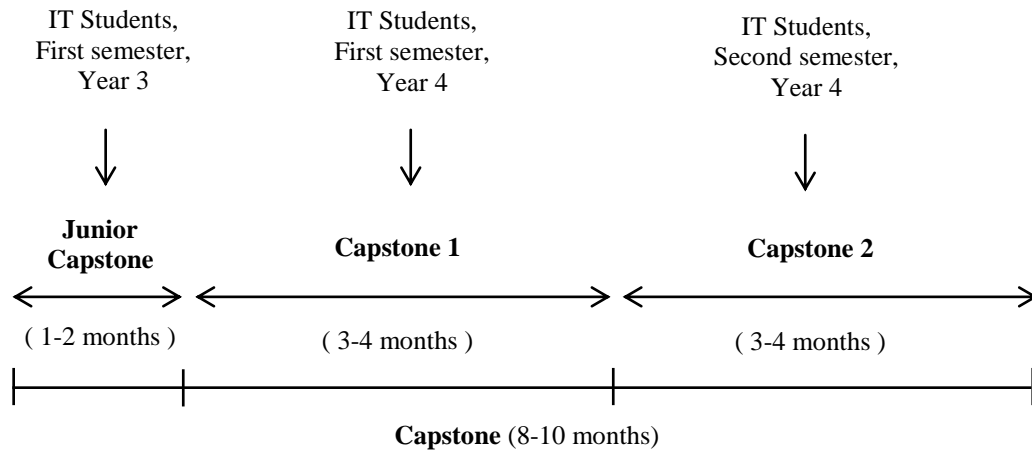 IT Students,
First semester,
Year 3
IT Students,
First semester,
Year 4
IT Students,
Second semester,
Year 4
Junior
Capstone
Capstone 1
Capstone 2
( 1-2 months )
( 3-4 months )
( 3-4 months )
Capstone (8-10 months)